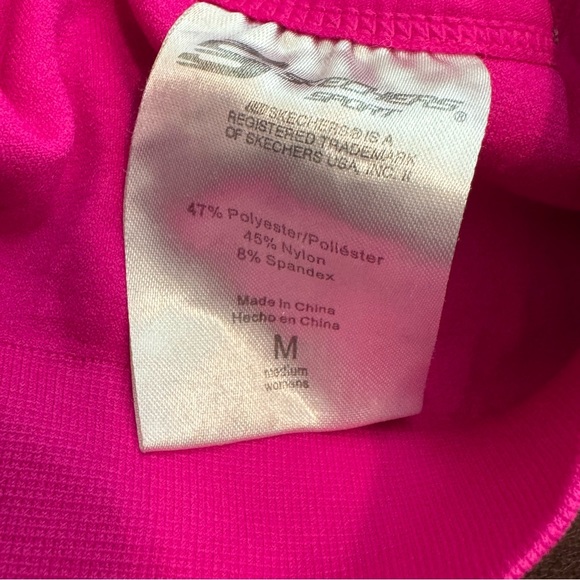 SKECHERS®
SPORT
SKECHERS® IS A
REGISTERED TRADEMARK
OF SKECHERS USA, INC. II
47% Polyester/Poliéster
45% Nylon
8% Spandex
Made in China
Hecho en China
M
medium
womens